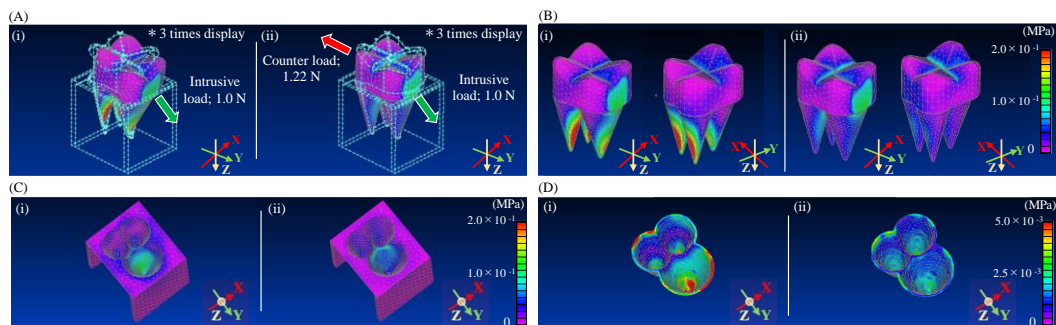 (A)
(i)
* 3 times display
Intrusive
load; 1.0 N
X
Y
Z
(ii)
Counter load;
1.22 N
* 3 times display
Intrusive
load; 1.0 N
X
Y
Z
(B)
(i)
X
Y
Z
X
Y
Z
(ii)
X
Y
Z
X
Y
Z
(MPa)
2.0 × 10⁻¹
1.0 × 10⁻¹
0
(C)
(i)
X
Y
Z
(ii)
X
Y
Z
(MPa)
2.0 × 10⁻¹
1.0 × 10⁻¹
0
(D)
(i)
X
Y
Z
(ii)
X
Y
Z
(MPa)
5.0 × 10⁻³
2.5 × 10⁻³
0